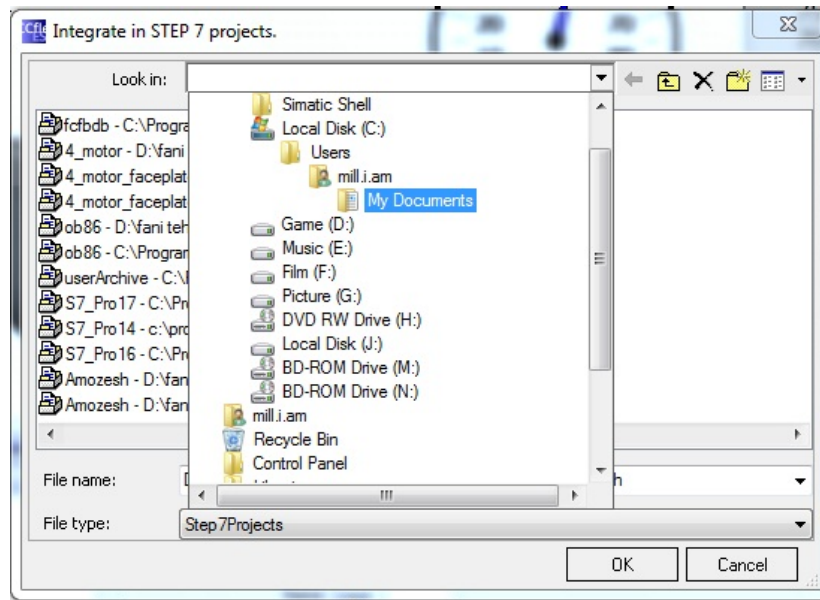 Integrate in STEP 7 projects.
Look in:
Simatic Shell
Local Disk (C:)
Users
mill.i.am
My Documents
Game (D:)
Music (E:)
Film (F:)
Picture (G:)
DVD RW Drive (H:)
Local Disk (J:)
BD-ROM Drive (M:)
BD-ROM Drive (N:)
mill.i.am
Recycle Bin
Control Panel
fcfbdb - C:\Progra
4_motor - D:\fani
4_motor_faceplat
4_motor_faceplat
ob86 - D:\fani teh
ob86 - C:\Program
userArchive - C:\
S7_Pro17 - C:\Pr
S7_Pro14 - c:\pro
S7_Pro16 - C:\Pr
Amozesh - D:\fan
Amozesh - D:\fan
File name:
h
File type:
Step7Projects
OK
Cancel